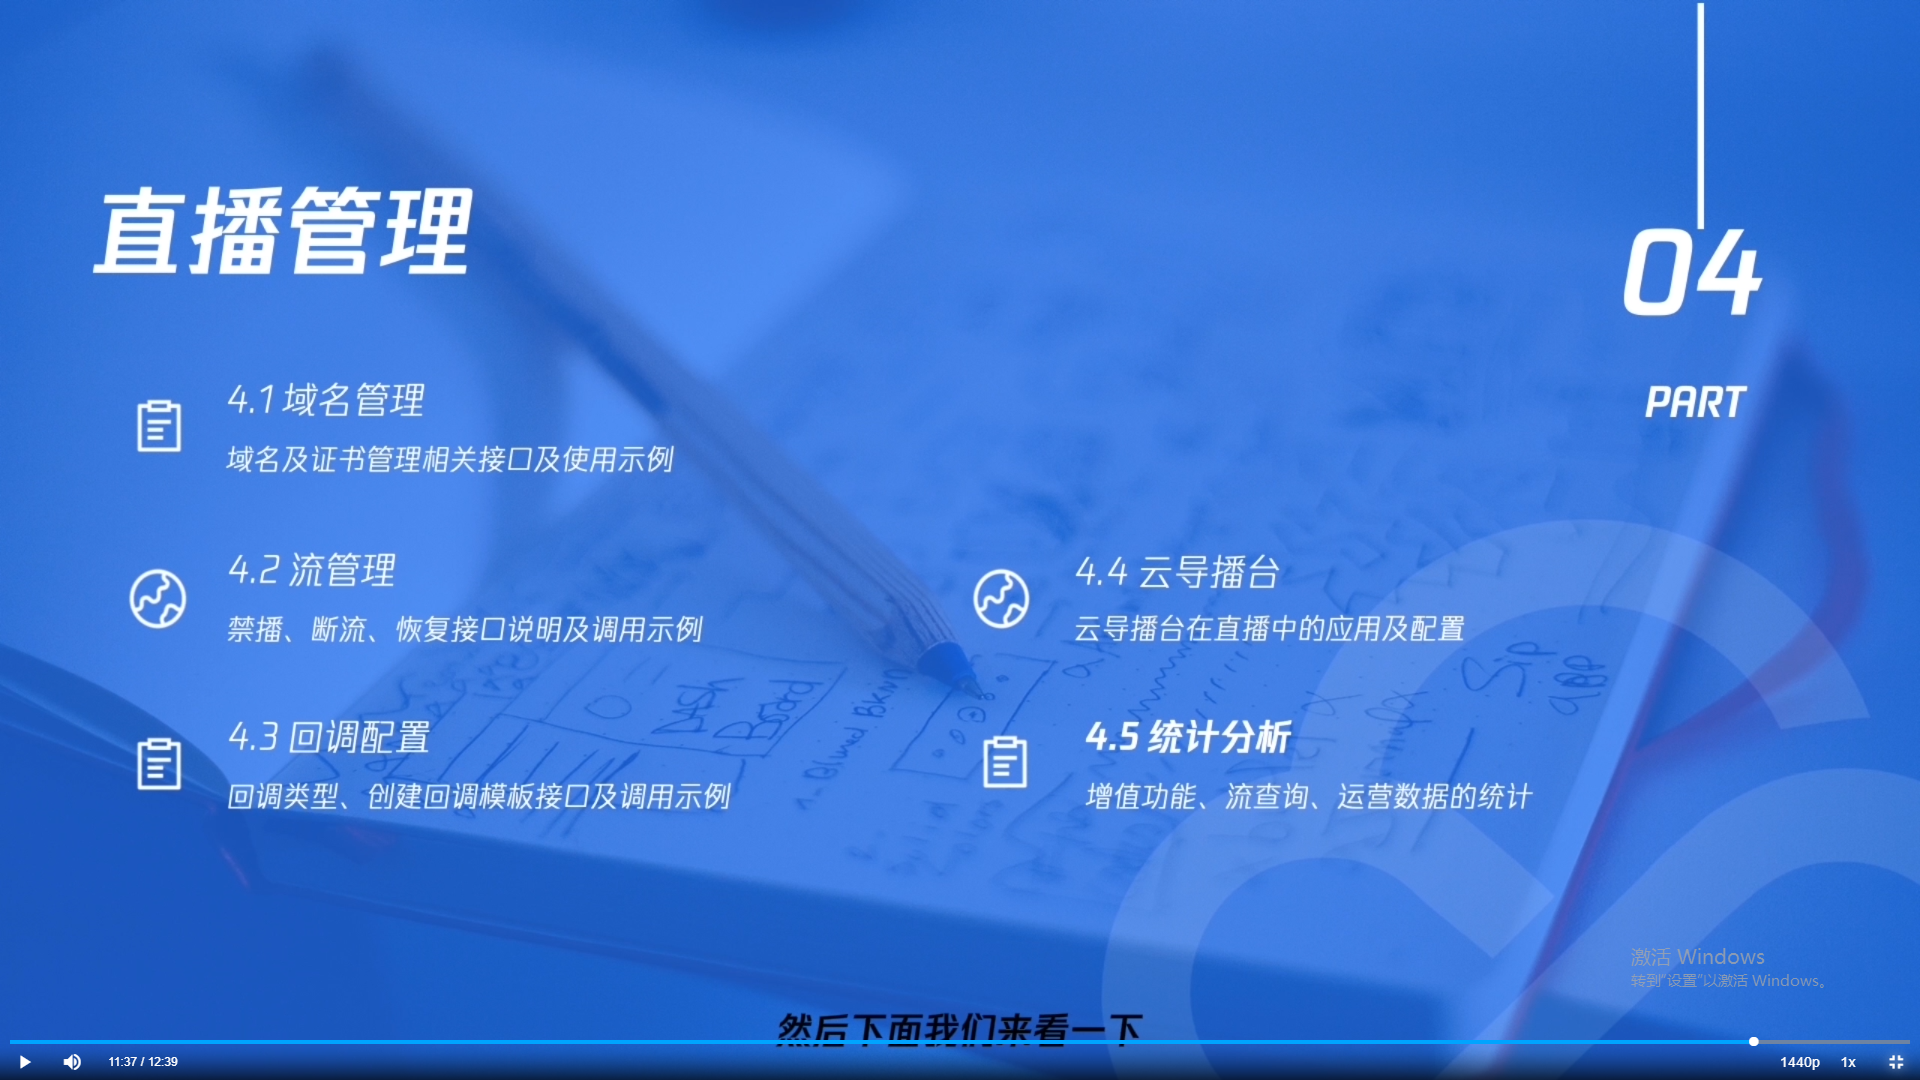 直播管理
04
PART
4.1 域名管理
域名及证书管理相关接口及使用示例
4.2 流管理
禁播、断流、恢复接口说明及调用示例
4.3 回调配置
回调类型、创建回调模板接口及调用示例
4.4 云导播台
云导播台在直播中的应用及配置
4.5 统计分析
增值功能、流查询、运营数据的统计
Sip
Dash
Board
激活 Windows
转到"设置"以激活 Windows。
然后下面我们来看一下
11:37 / 12:39
1440p
1x